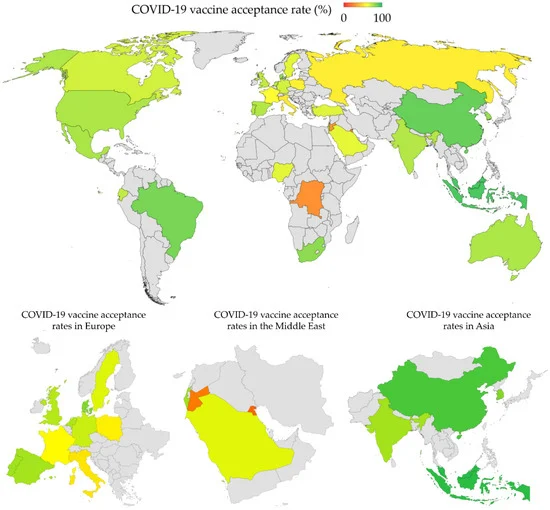 COVID-19 vaccine acceptance rate (%)
0 100
COVID-19 vaccine acceptance
rates in Europe
COVID-19 vaccine acceptance
rates in the Middle East
COVID-19 vaccine acceptance
rates in Asia